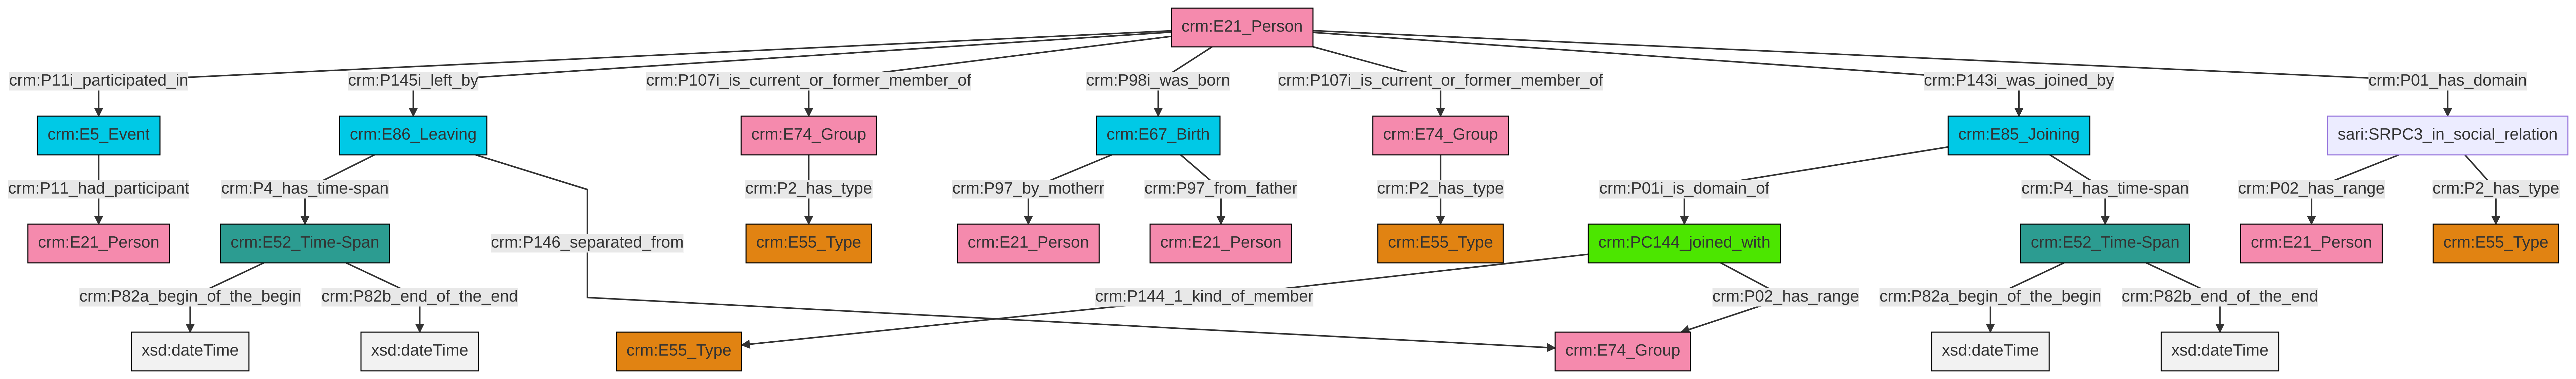 crm:E21_Person
crm:P11i_participated_in
crm:P145i_left_by
crm:P107i_is_current_or_former_member_of
crm:P98i_was_born
crm:P107i_is_current_or_former_member_of
crm:P143i_was_joined_by
crm:P01_has_domain
crm:E5_Event
crm:E86_Leaving
crm:E74_Group
crm:E67_Birth
crm:E74_Group
crm:E85_Joining
sari:SRPC3_in_social_relation
crm:P11_had_participant
crm:P4_has_time-span
crm:P2_has_type
crm:P97_by_motherr
crm:P97_from_father
crm:P2_has_type
crm:P01i_is_domain_of
crm:P4_has_time-span
crm:P02_has_range
crm:P2_has_type
crm:E21_Person
crm:E52_Time-Span
crm:P146_separated_from
crm:E55_Type
crm:E21_Person
crm:E21_Person
crm:E55_Type
crm:PC144_joined_with
crm:E52_Time-Span
crm:E21_Person
crm:E55_Type
crm:P82a_begin_of_the_begin
crm:P82b_end_of_the_end
crm:P144_1_kind_of_member
crm:P02_has_range
crm:P82a_begin_of_the_begin
crm:P82b_end_of_the_end
xsd:dateTime
xsd:dateTime
crm:E55_Type
crm:E74_Group
xsd:dateTime
xsd:dateTime